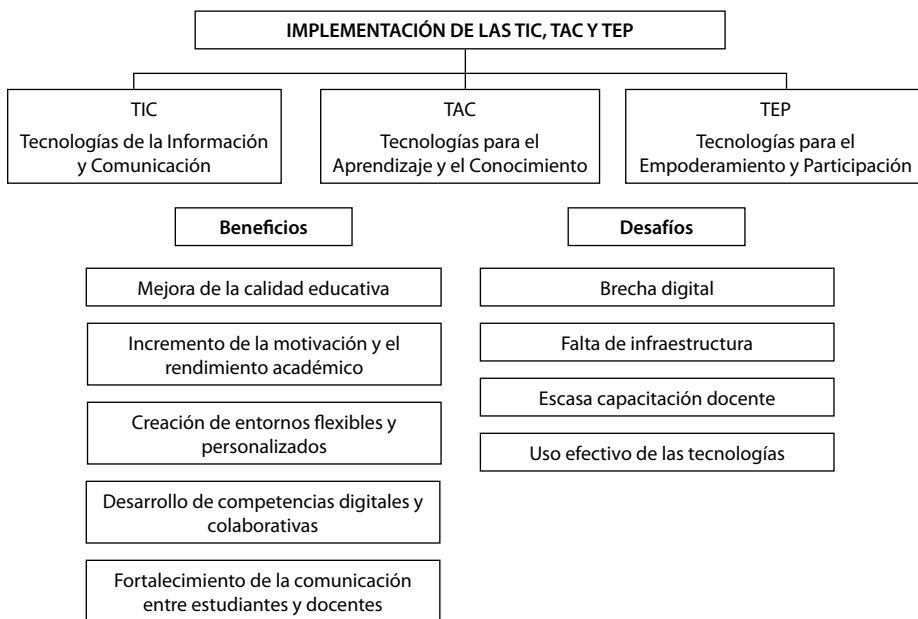 IMPLEMENTACIÓN DE LAS TIC, TAC Y TEP
TIC
Tecnologías de la Información
y Comunicación
TAC
Tecnologías para el
Aprendizaje y el Conocimiento
TEP
Tecnologías para el
Empoderamiento y Participación
Beneficios
Mejora de la calidad educativa
Incremento de la motivación y el
rendimiento académico
Creación de entornos flexibles y
personalizados
Desarrollo de competencias digitales y
colaborativas
Fortalecimiento de la comunicación
entre estudiantes y docentes
Desafíos
Brecha digital
Falta de infraestructura
Escasa capacitación docente
Uso efectivo de las tecnologías